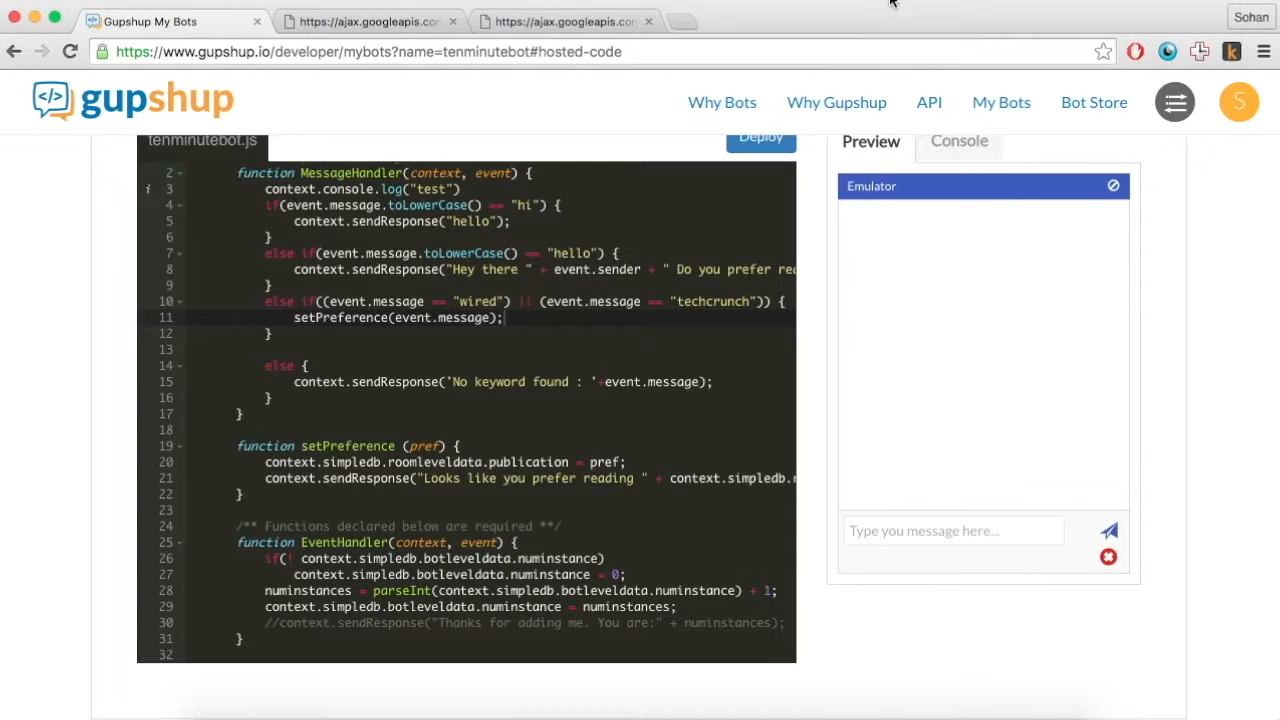 Gupshup My Bots
https://ajax.googleapis.con
https://ajax.googleapis.con
Sohan
https://www.gupshup.io/developer/mybots?name=tenminutebot#hosted-code
gupshup
Why Bots
Why Gupshup
API
My Bots
Bot Store
S
tenminutebot.js
Deploy
Preview
Console
2 function MessageHandler(context, event) {
i 3 context.console.log("test")
4 if(event.message.toLowerCase() == "hi") {
5 context.sendResponse("hello");
6 }
7 else if(event.message.toLowerCase() == "hello") {
8 context.sendResponse("Hey there " + event.sender + " Do you prefer rea
9 }
10 else if((event.message == "wired") || (event.message == "techcrunch")) {
11 setPreference(event.message);
12 }
13
14 else {
15 context.sendResponse('No keyword found : '+event.message);
16 }
17 }
18
19 function setPreference (pref) {
20 context.simpledb.roomleveldata.publication = pref;
21 context.sendResponse("Looks like you prefer reading " + context.simpledb.r
22 }
23
24 /** Functions declared below are required **/
25 function EventHandler(context, event) {
26 if(! context.simpledb.botleveldata.numinstance)
27 context.simpledb.botleveldata.numinstance = 0;
28 numinstances = parseInt(context.simpledb.botleveldata.numinstance) + 1;
29 context.simpledb.botleveldata.numinstance = numinstances;
30 //context.sendResponse("Thanks for adding me. You are:" + numinstances);
31 }
32
Emulator
Type you message here...